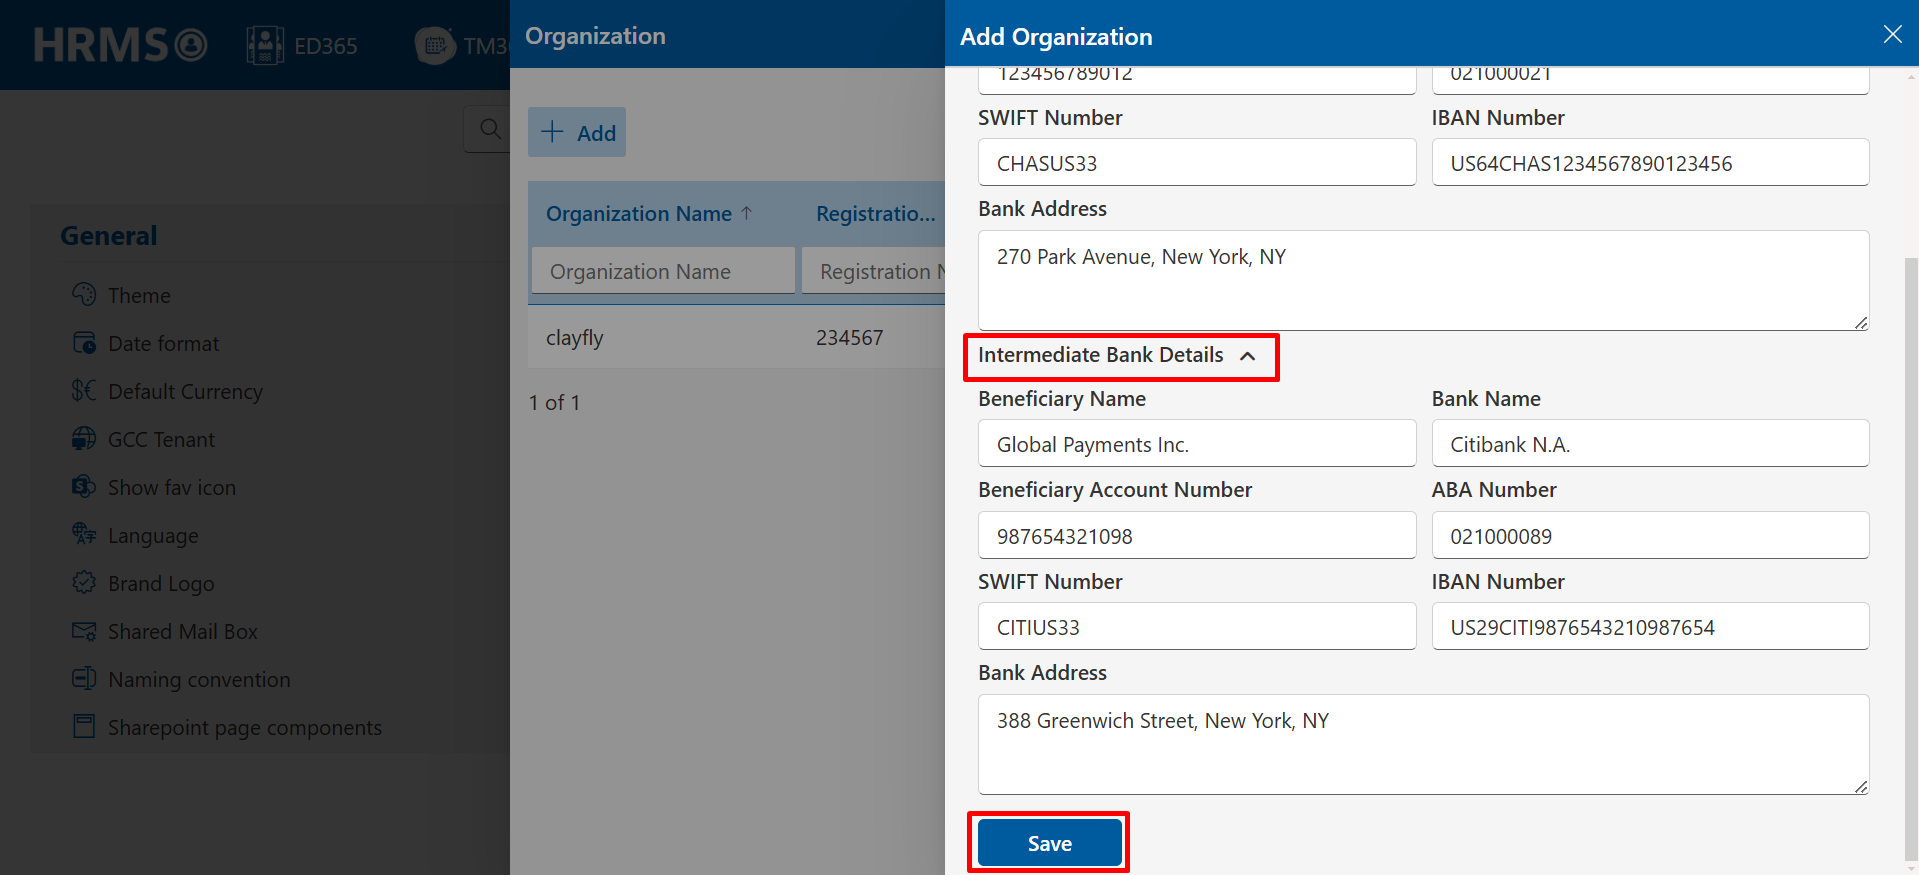 HRMS
ED365
TM36
General
Theme
Date format
Default Currency
GCC Tenant
Show fav icon
Language
Brand Logo
Shared Mail Box
Naming convention
Sharepoint page components
Organization
Add
Organization Name Registratio...
Organization Name Registration N
clayfly 234567
1 of 1
Add Organization
123456789012 021000021
SWIFT Number IBAN Number
CHASUS33 US64CHAS1234567890123456
Bank Address
270 Park Avenue, New York, NY
Intermediate Bank Details
Beneficiary Name Bank Name
Global Payments Inc. Citibank N.A.
Beneficiary Account Number ABA Number
987654321098 021000089
SWIFT Number IBAN Number
CITIUS33 US29CITI9876543210987654
Bank Address
388 Greenwich Street, New York, NY
Save